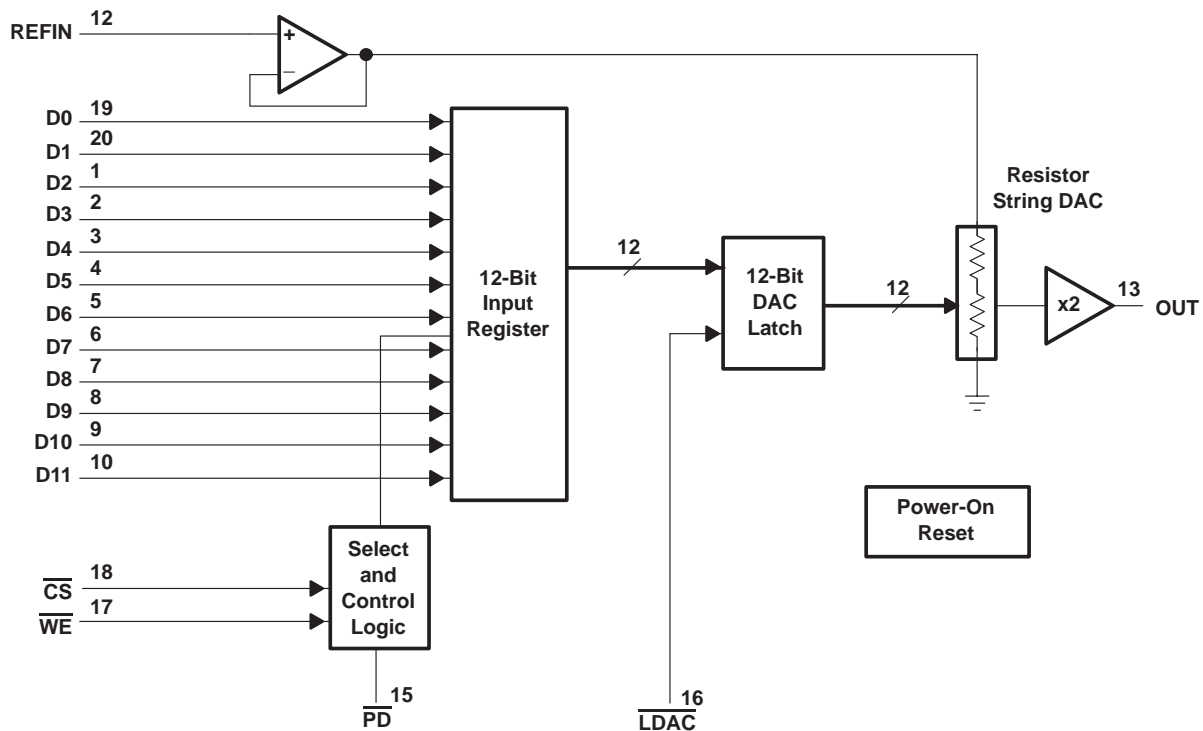 REFIN 12
+
–
D0 19
D1 20
D2 1
D3 2
D4 3
D5 4
D6 5
D7 6
D8 7
D9 8
D10 9
D11 10
12-Bit
Input
Register
12
12-Bit
DAC
Latch
12
Resistor
String DAC
x2
13
OUT
Power-On
Reset
Select
and
Control
Logic
CS 18
WE 17
15
PD
16
LDAC